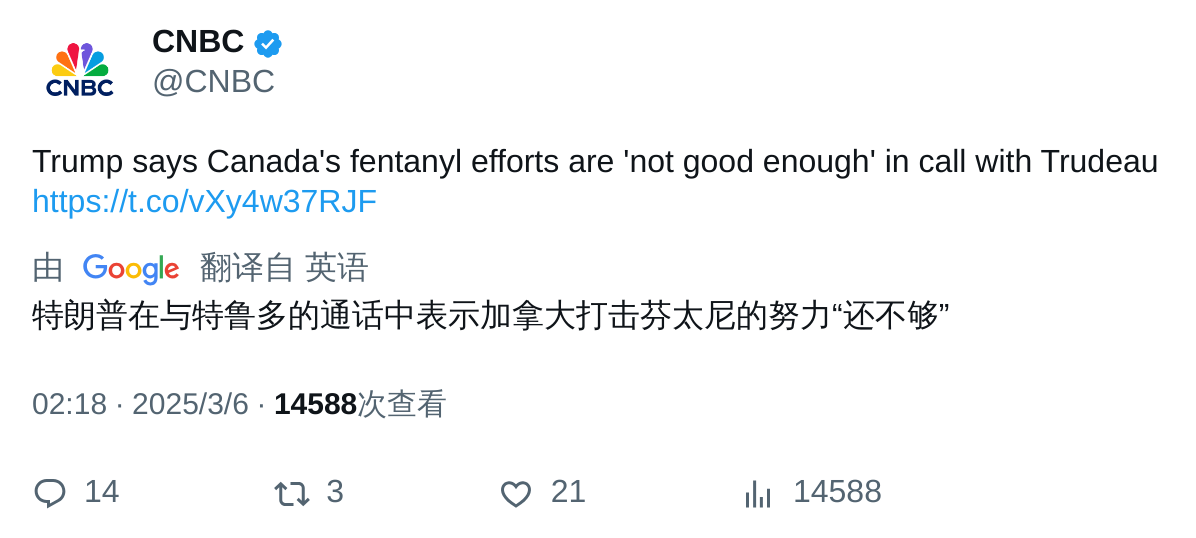 CNBC
CNBC
@CNBC
Trump says Canada's fentanyl efforts are 'not good enough' in call with Trudeau
https://t.co/vXy4w37RJF
由 Google 翻译自 英语
特朗普在与特鲁多的通话中表示加拿大打击芬太尼的努力“还不够”
02:18 · 2025/3/6 · 14588次查看
14 3 21 14588